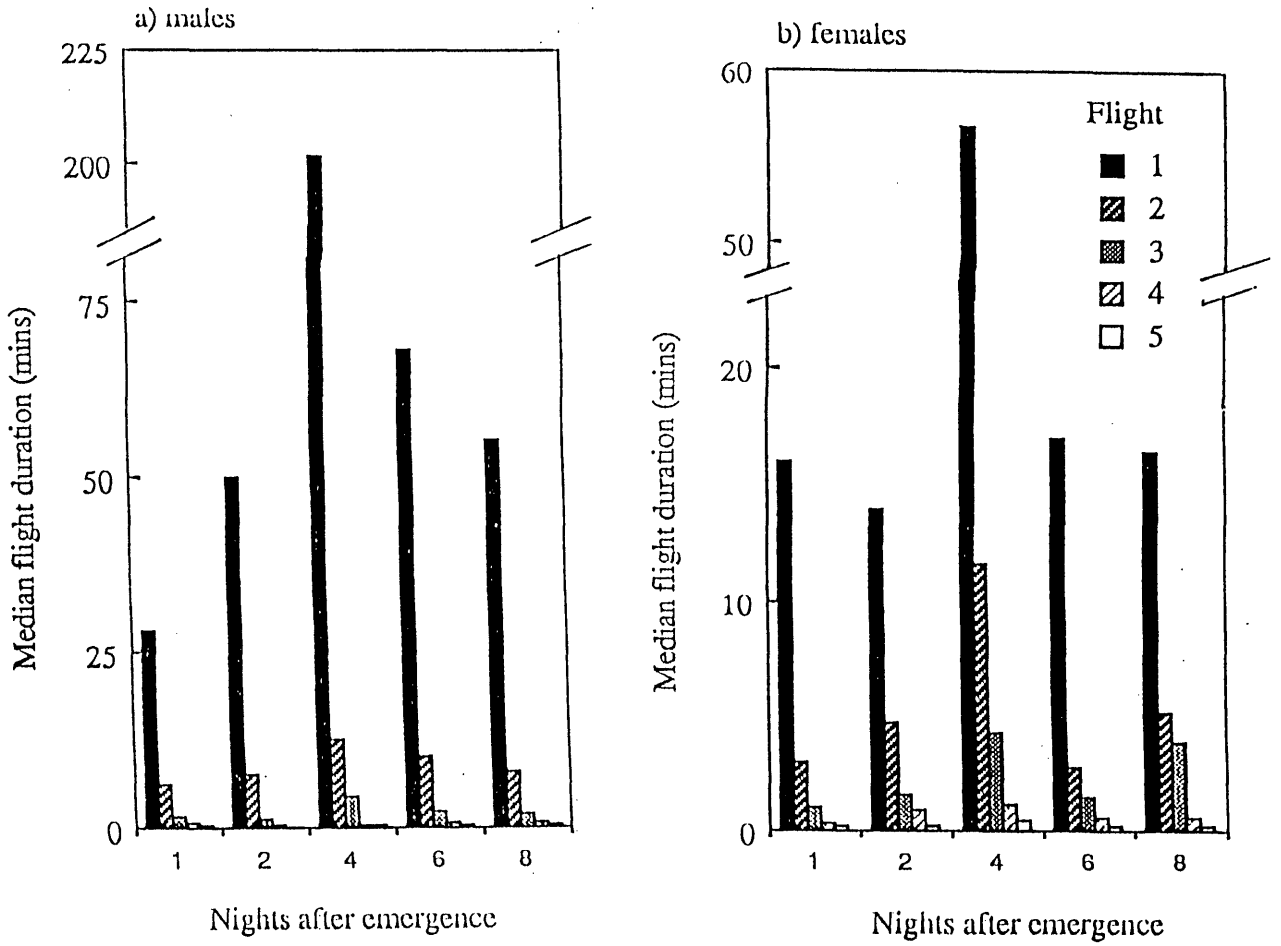 a) males
225
200
75
50
25
0
Median flight duration (mins)
1 2 4 6 8
Nights after emergence
b) females
60
50
20
10
0
Median flight duration (mins)
Flight
1
2
3
4
5
1 2 4 6 8
Nights after emergence